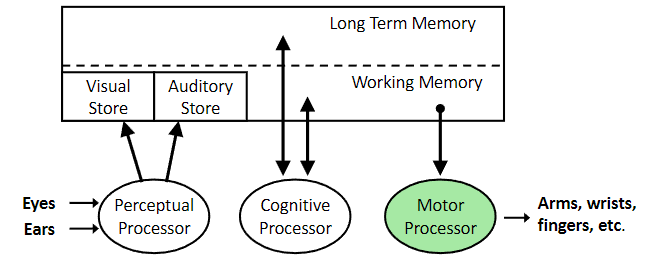 Long Term Memory
Working Memory
Visual
Store
Auditory
Store
Eyes
Ears
Perceptual
Processor
Cognitive
Processor
Motor
Processor
Arms, wrists,
fingers, etc.